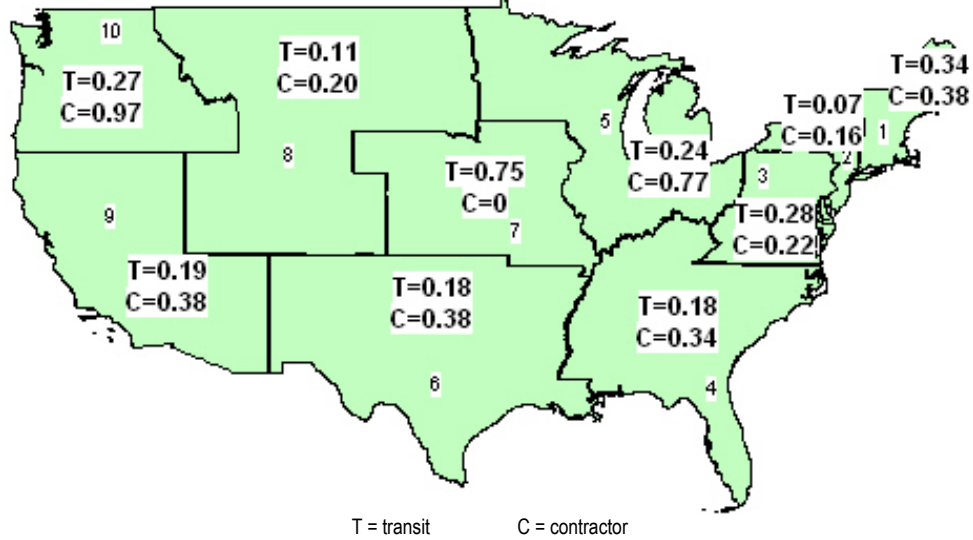 10
T=0.27
C=0.97
T=0.11
C=0.20
8
T=0.75
C=0
7
5
T=0.24
C=0.77
T=0.34
C=0.38
T=0.07
C=0.16
1
2
3
T=0.28
C=0.22
9
T=0.19
C=0.38
T=0.18
C=0.38
6
T=0.18
C=0.34
4
T = transit C = contractor